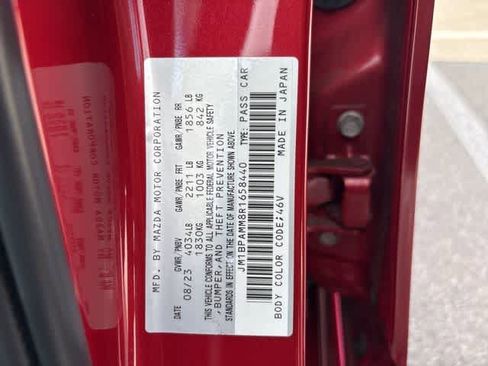 MFD. BY MAZDA MOTOR CORPORATION
DATE GVWR/PNBV GAWR/PNBE FRT GAWR/PNBE RR
08/23 4034LB 2211 LB 1856 LB
1830KG 1003 KG 842 KG
THIS VEHICLE CONFORMS TO ALL APPLICABLE FEDERAL MOTOR VEHICLE SAFETY
,BUMPER,AND THEFT PREVENTION
STANDARDS IN EFFECT ON THE DATE OF MANUFACTURE SHOWN ABOVE.
JM1BPAMM8R1658440 TYPE: PASS CAR
BODY COLOR CODE:46V MADE IN JAPAN